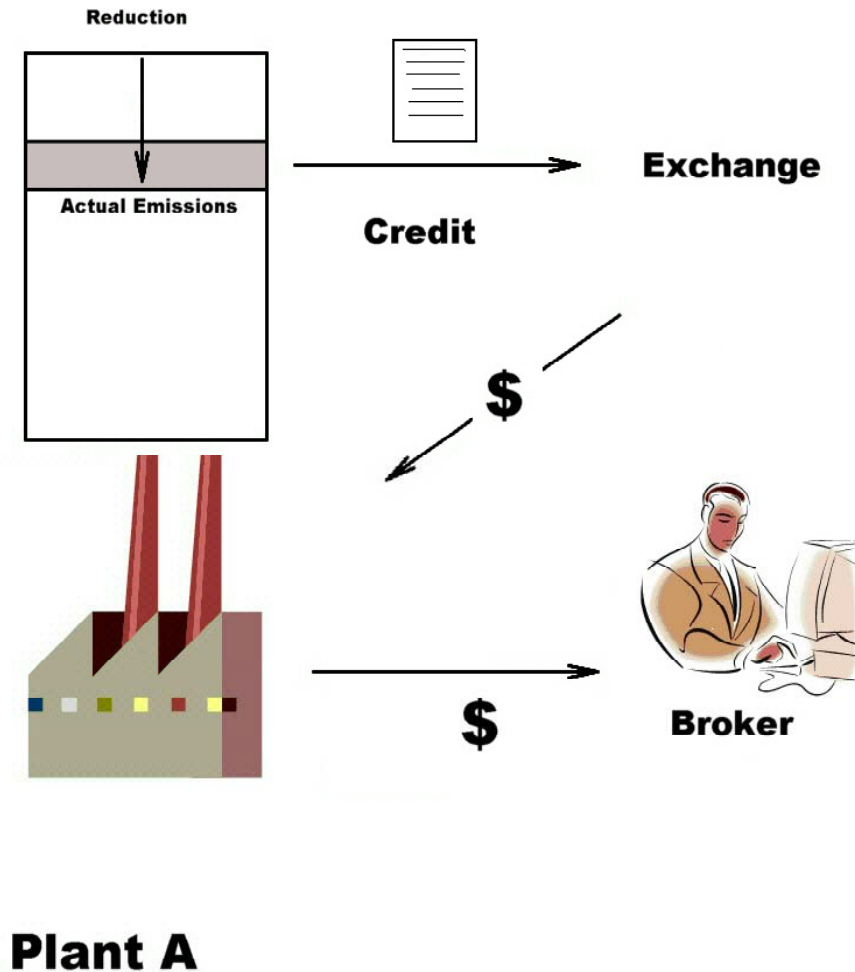 Reduction
Actual Emissions
Credit
Exchange
$
$
Broker
Plant A